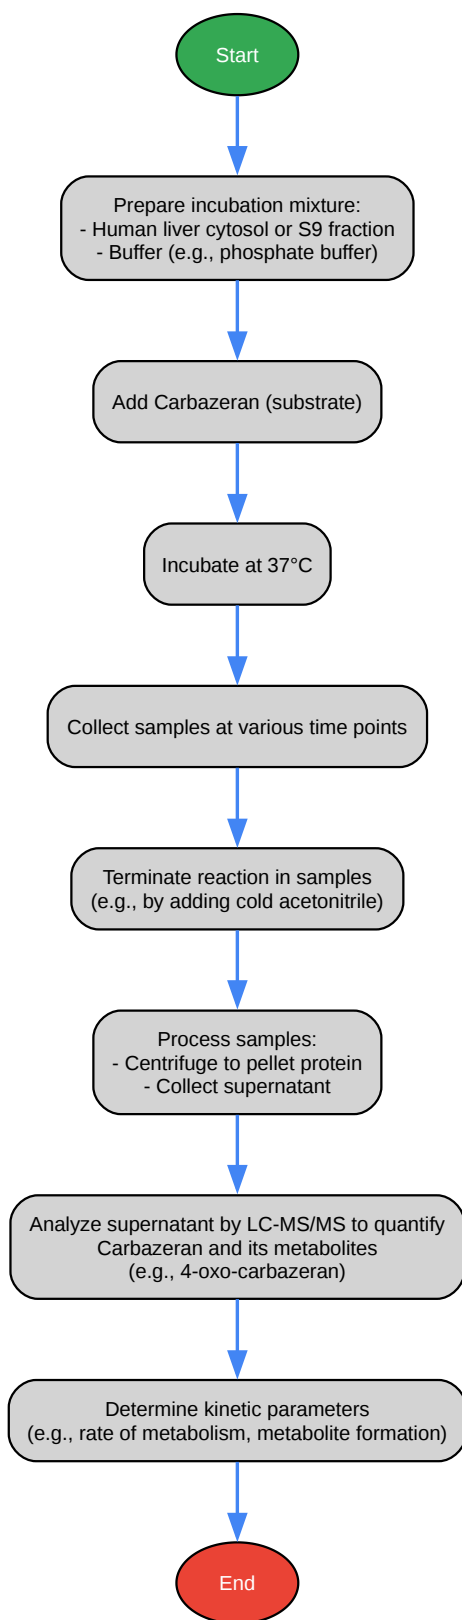 Start
Prepare incubation mixture:
- Human liver cytosol or S9 fraction
- Buffer (e.g., phosphate buffer)
Add Carbazeran (substrate)
Incubate at 37°C
Collect samples at various time points
Terminate reaction in samples
(e.g., by adding cold acetonitrile)
Process samples:
- Centrifuge to pellet protein
- Collect supernatant
Analyze supernatant by LC-MS/MS to quantify
Carbazeran and its metabolites
(e.g., 4-oxo-carbazeran)
Determine kinetic parameters
(e.g., rate of metabolism, metabolite formation)
End